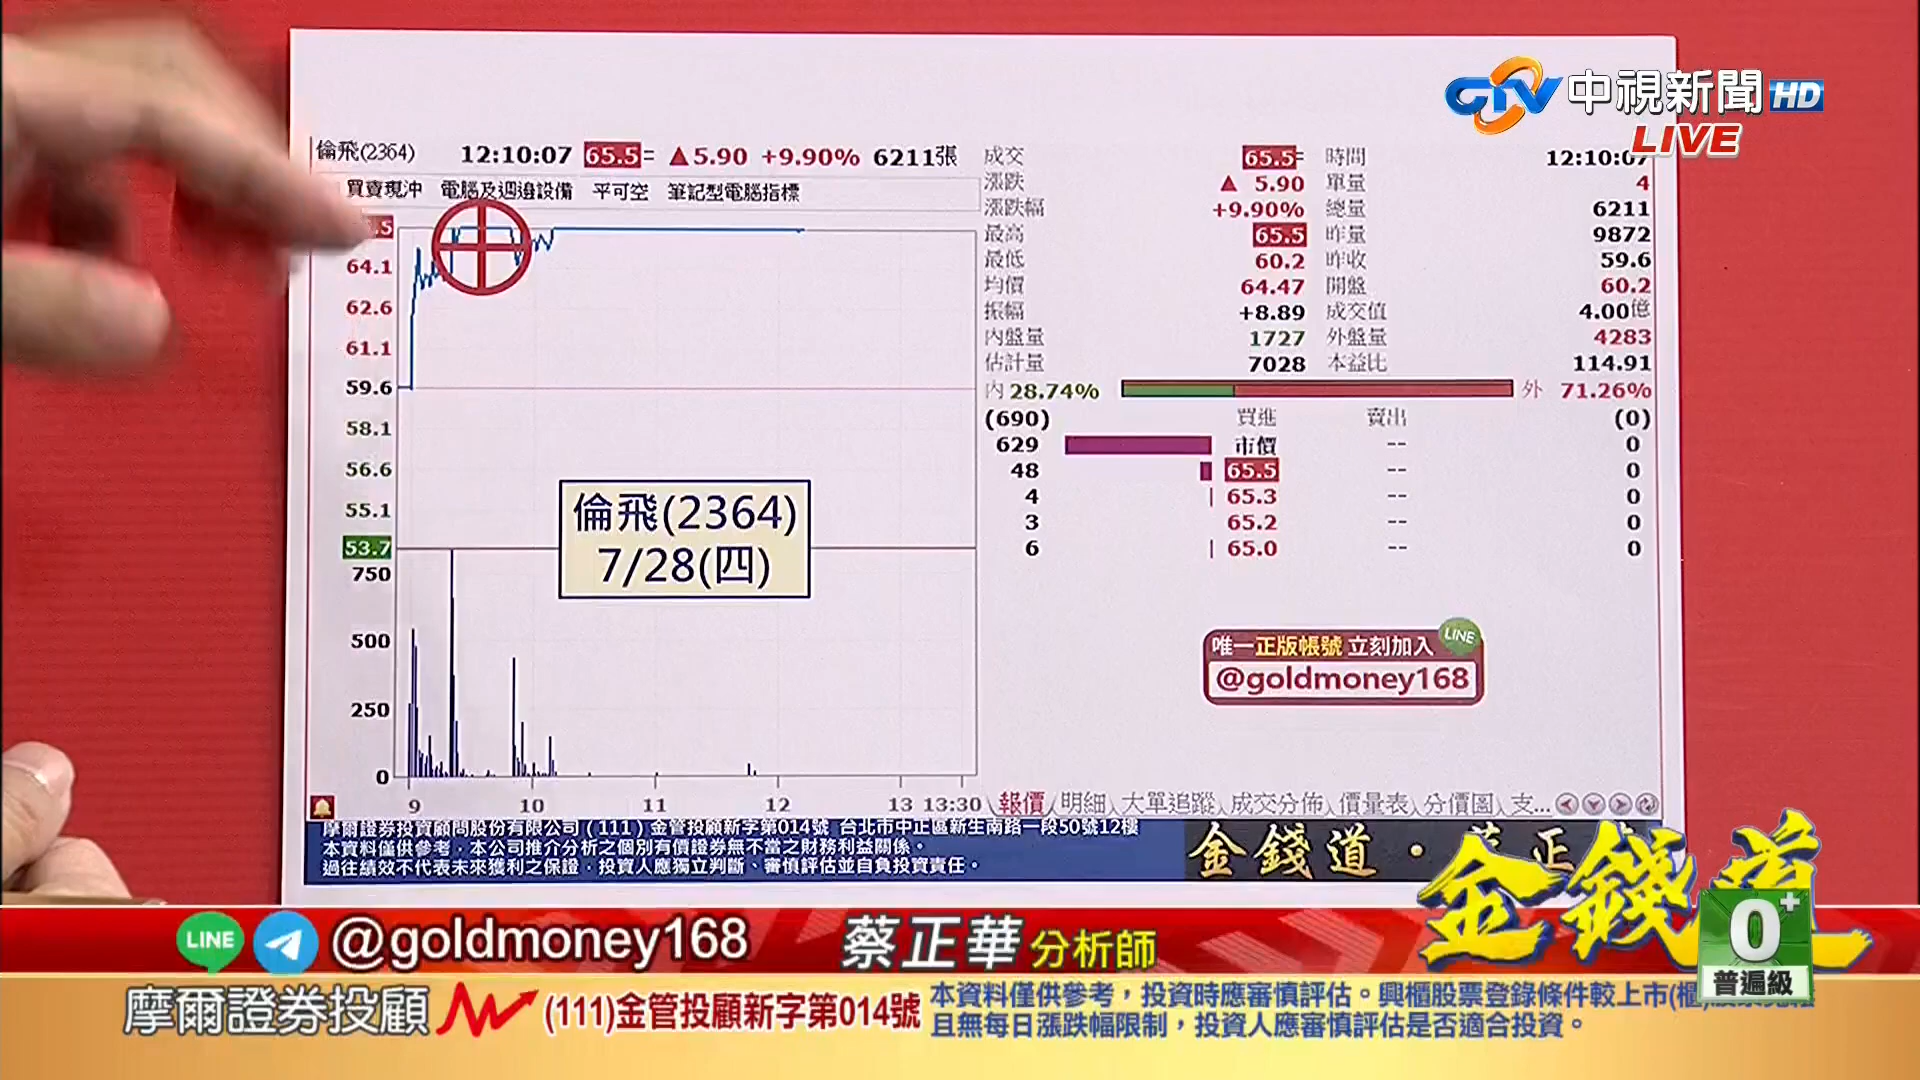 CTV 中視新聞 HD
LIVE
倫飛(2364) 12:10:07 65.5= ▲5.90 +9.90% 6211張
買賣現冲 電腦及週邊設備 平可空 筆記型電腦指標
64.1
62.6
61.1
59.6
58.1
56.6
55.1
53.7
750
500
250
0
9 10 11 12 13 13:30
倫飛(2364)
7/28(四)
成交 65.5= 時間 12:10:07
漲跌 ▲ 5.90 單量 4
漲跌幅 +9.90% 總量 6211
最高 65.5 昨量 9872
最低 60.2 昨收 59.6
均價 64.47 開盤 60.2
振幅 +8.89 成交值 4.00億
內盤量 1727 外盤量 4283
估計量 7028 本益比 114.91
內 28.74% 外 71.26%
(690) 買進 賣出 (0)
629 市價 -- 0
48 65.5 -- 0
4 65.3 -- 0
3 65.2 -- 0
6 65.0 -- 0
唯一正版帳號 立刻加入 LINE
@goldmoney168
報價 明細 大單追蹤 成交分佈 價量表 分價圖 支...
摩爾證券投資顧問股份有限公司（111）金管投顧新字第014號 台北市中正區新生南路一段50號12樓
本資料僅供參考，本公司推介分析之個別有價證券無不當之財務利益關係。
過往績效不代表未來獲利之保證，投資人應獨立判斷、審慎評估並自負投資責任。
金錢道・蔡正
金錢道
0+
普遍級
LINE @goldmoney168 蔡正華 分析師
摩爾證券投顧 (111)金管投顧新字第014號
本資料僅供參考，投資時應審慎評估。興櫃股票登錄條件較上市(櫃)
且無每日漲跌幅限制，投資人應審慎評估是否適合投資。